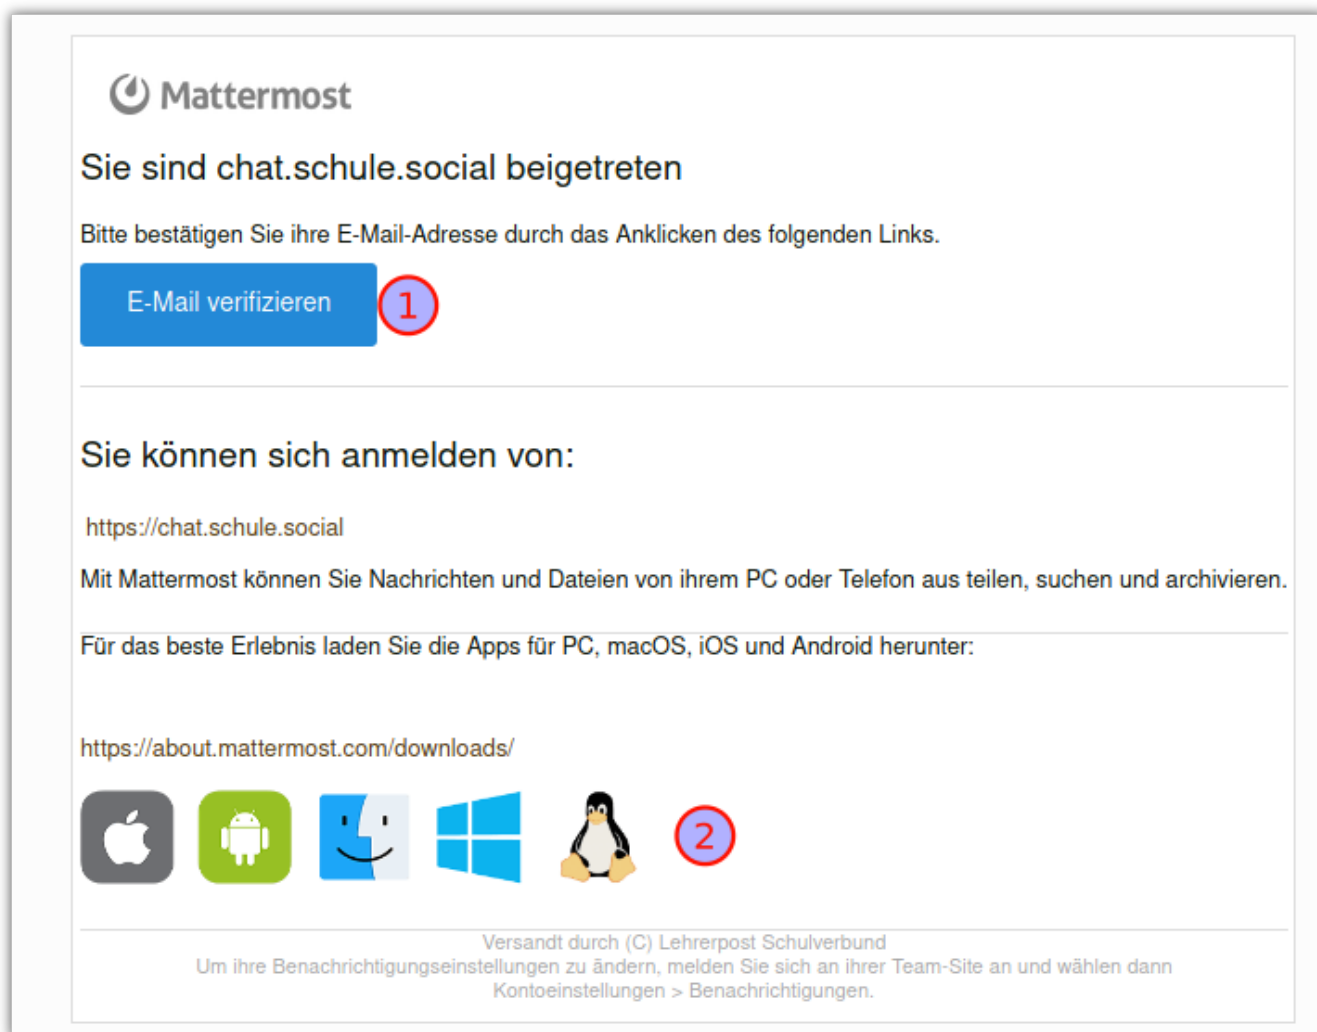 Mattermost
Sie sind chat.schule.social beigetreten
Bitte bestätigen Sie ihre E-Mail-Adresse durch das Anklicken des folgenden Links.
E-Mail verifizieren 1
Sie können sich anmelden von:
https://chat.schule.social
Mit Mattermost können Sie Nachrichten und Dateien von ihrem PC oder Telefon aus teilen, suchen und archivieren.
Für das beste Erlebnis laden Sie die Apps für PC, macOS, iOS und Android herunter:
https://about.mattermost.com/downloads/
2
Versandt durch (C) Lehrerpost Schulverbund
Um ihre Benachrichtigungseinstellungen zu ändern, melden Sie sich an ihrer Team-Site an und wählen dann
Kontoeinstellungen > Benachrichtigungen.